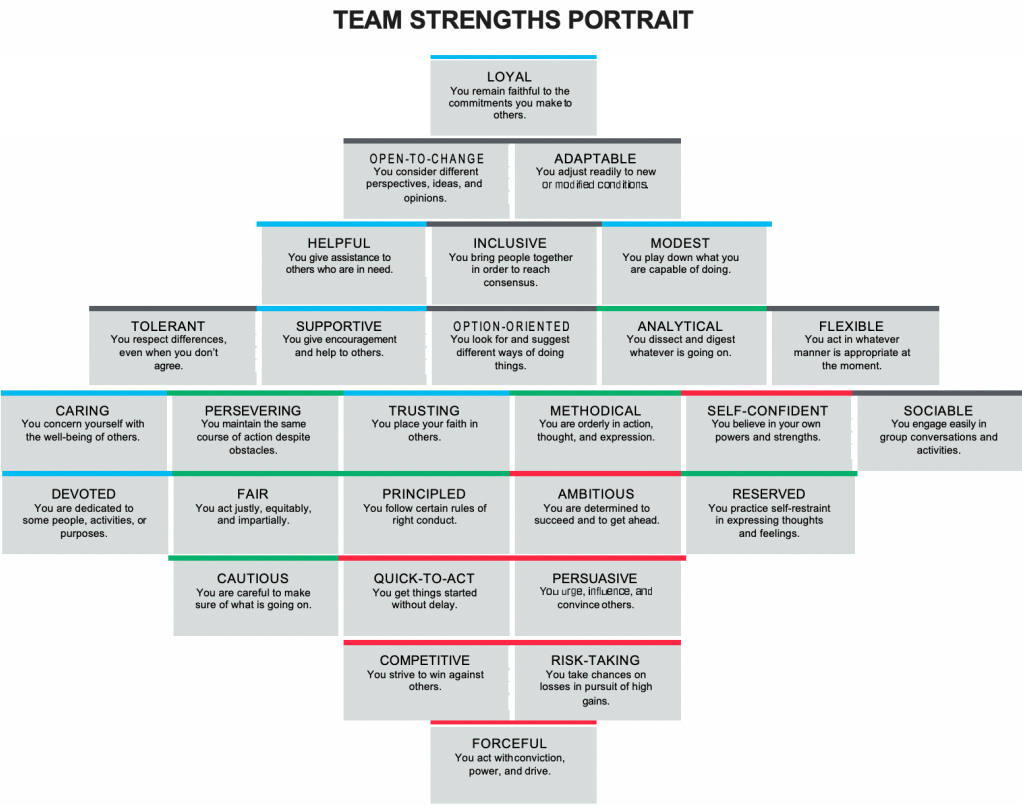 TEAM STRENGTHS PORTRAIT
LOYAL
You remain faithful to the
commitments you make to
others.
OPEN-TO-CHANGE
You consider different
perspectives, ideas, and
opinions.
ADAPTABLE
You adjust readily to new
or modified conditions.
HELPFUL
You give assistance to
others who are in need.
INCLUSIVE
You bring people together
in order to reach
consensus.
MODEST
You play down what you
are capable of doing.
TOLERANT
You respect differences,
even when you don't
agree.
SUPPORTIVE
You give encouragement
and help to others.
OPTION-ORIENTED
You look for and suggest
different ways of doing
things.
ANALYTICAL
You dissect and digest
whatever is going on.
FLEXIBLE
You act in whatever
manner is appropriate at
the moment.
CARING
You concern yourself with
the well-being of others.
PERSEVERING
You maintain the same
course of action despite
obstacles.
TRUSTING
You place your faith in
others.
METHODICAL
You are orderly in action,
thought, and expression.
SELF-CONFIDENT
You believe in your own
powers and strengths.
SOCIABLE
You engage easily in
group conversations and
activities.
DEVOTED
You are dedicated to
some people, activities, or
purposes.
FAIR
You act justly, equitably,
and impartially.
PRINCIPLED
You follow certain rules of
right conduct.
AMBITIOUS
You are determined to
succeed and to get ahead.
RESERVED
You practice self-restraint
in expressing thoughts
and feelings.
CAUTIOUS
You are careful to make
sure of what is going on.
QUICK-TO-ACT
You get things started
without delay.
PERSUASIVE
You urge, influence, and
convince others.
COMPETITIVE
You strive to win against
others.
RISK-TAKING
You take chances on
losses in pursuit of high
gains.
FORCEFUL
You act with conviction,
power, and drive.